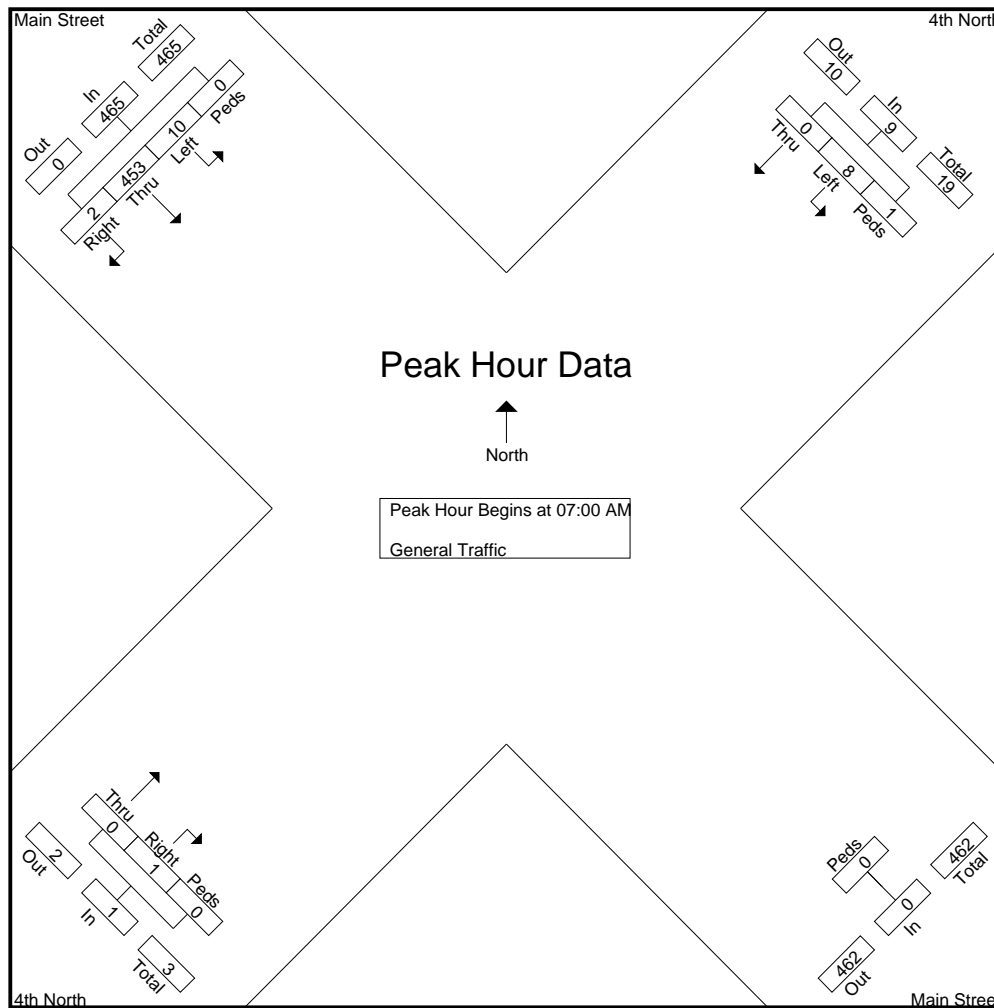 Main Street
4th North
Total
465
In
465
Out
0
0
Peds
10
Left
453
Thru
2
Right
Out
10
In
9
Total
19
0
Thru
8
Left
1
Peds
Peak Hour Data
North
Peak Hour Begins at 07:00 AM
General Traffic
Thru
0
Right
1
Peds
0
2
Out
1
In
3
Total
Peds
0
462
Total
0
In
462
Out
4th North
Main Stree